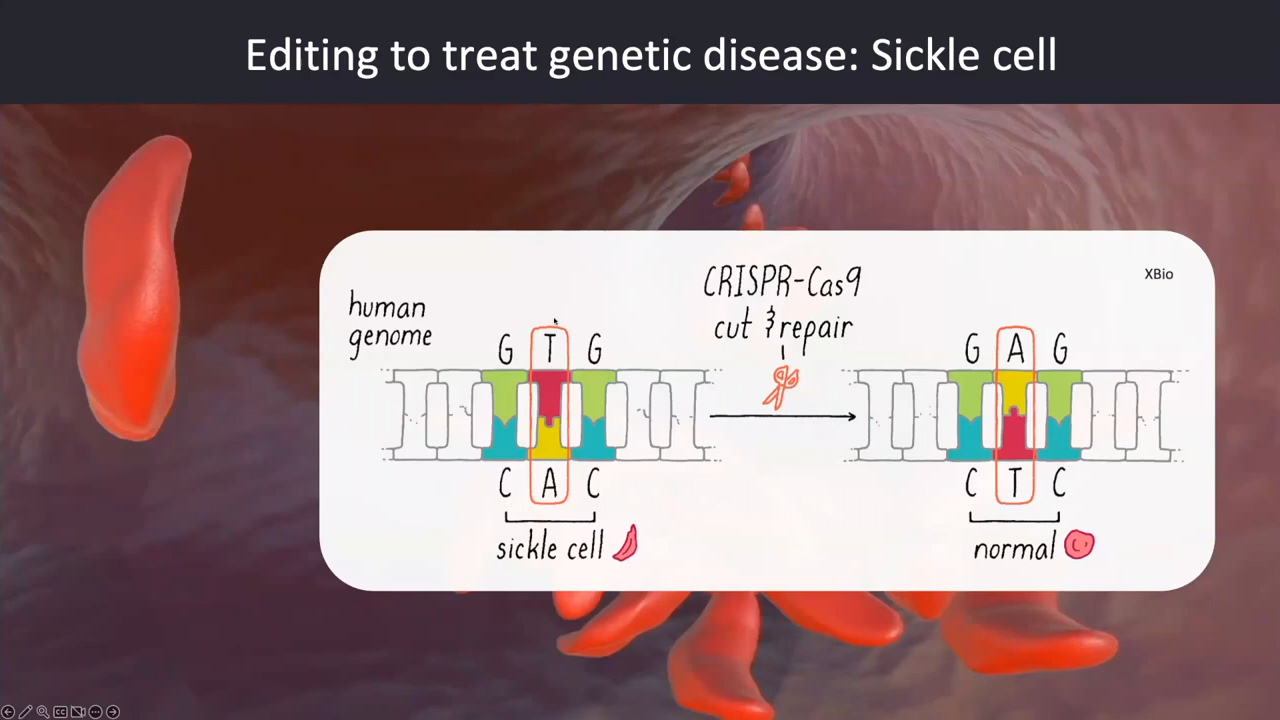 Editing to treat genetic disease: Sickle cell
XBio
human
genome
CRISPR-Cas9
cut & repair
G T G
C A C
sickle cell
G A G
C T C
normal